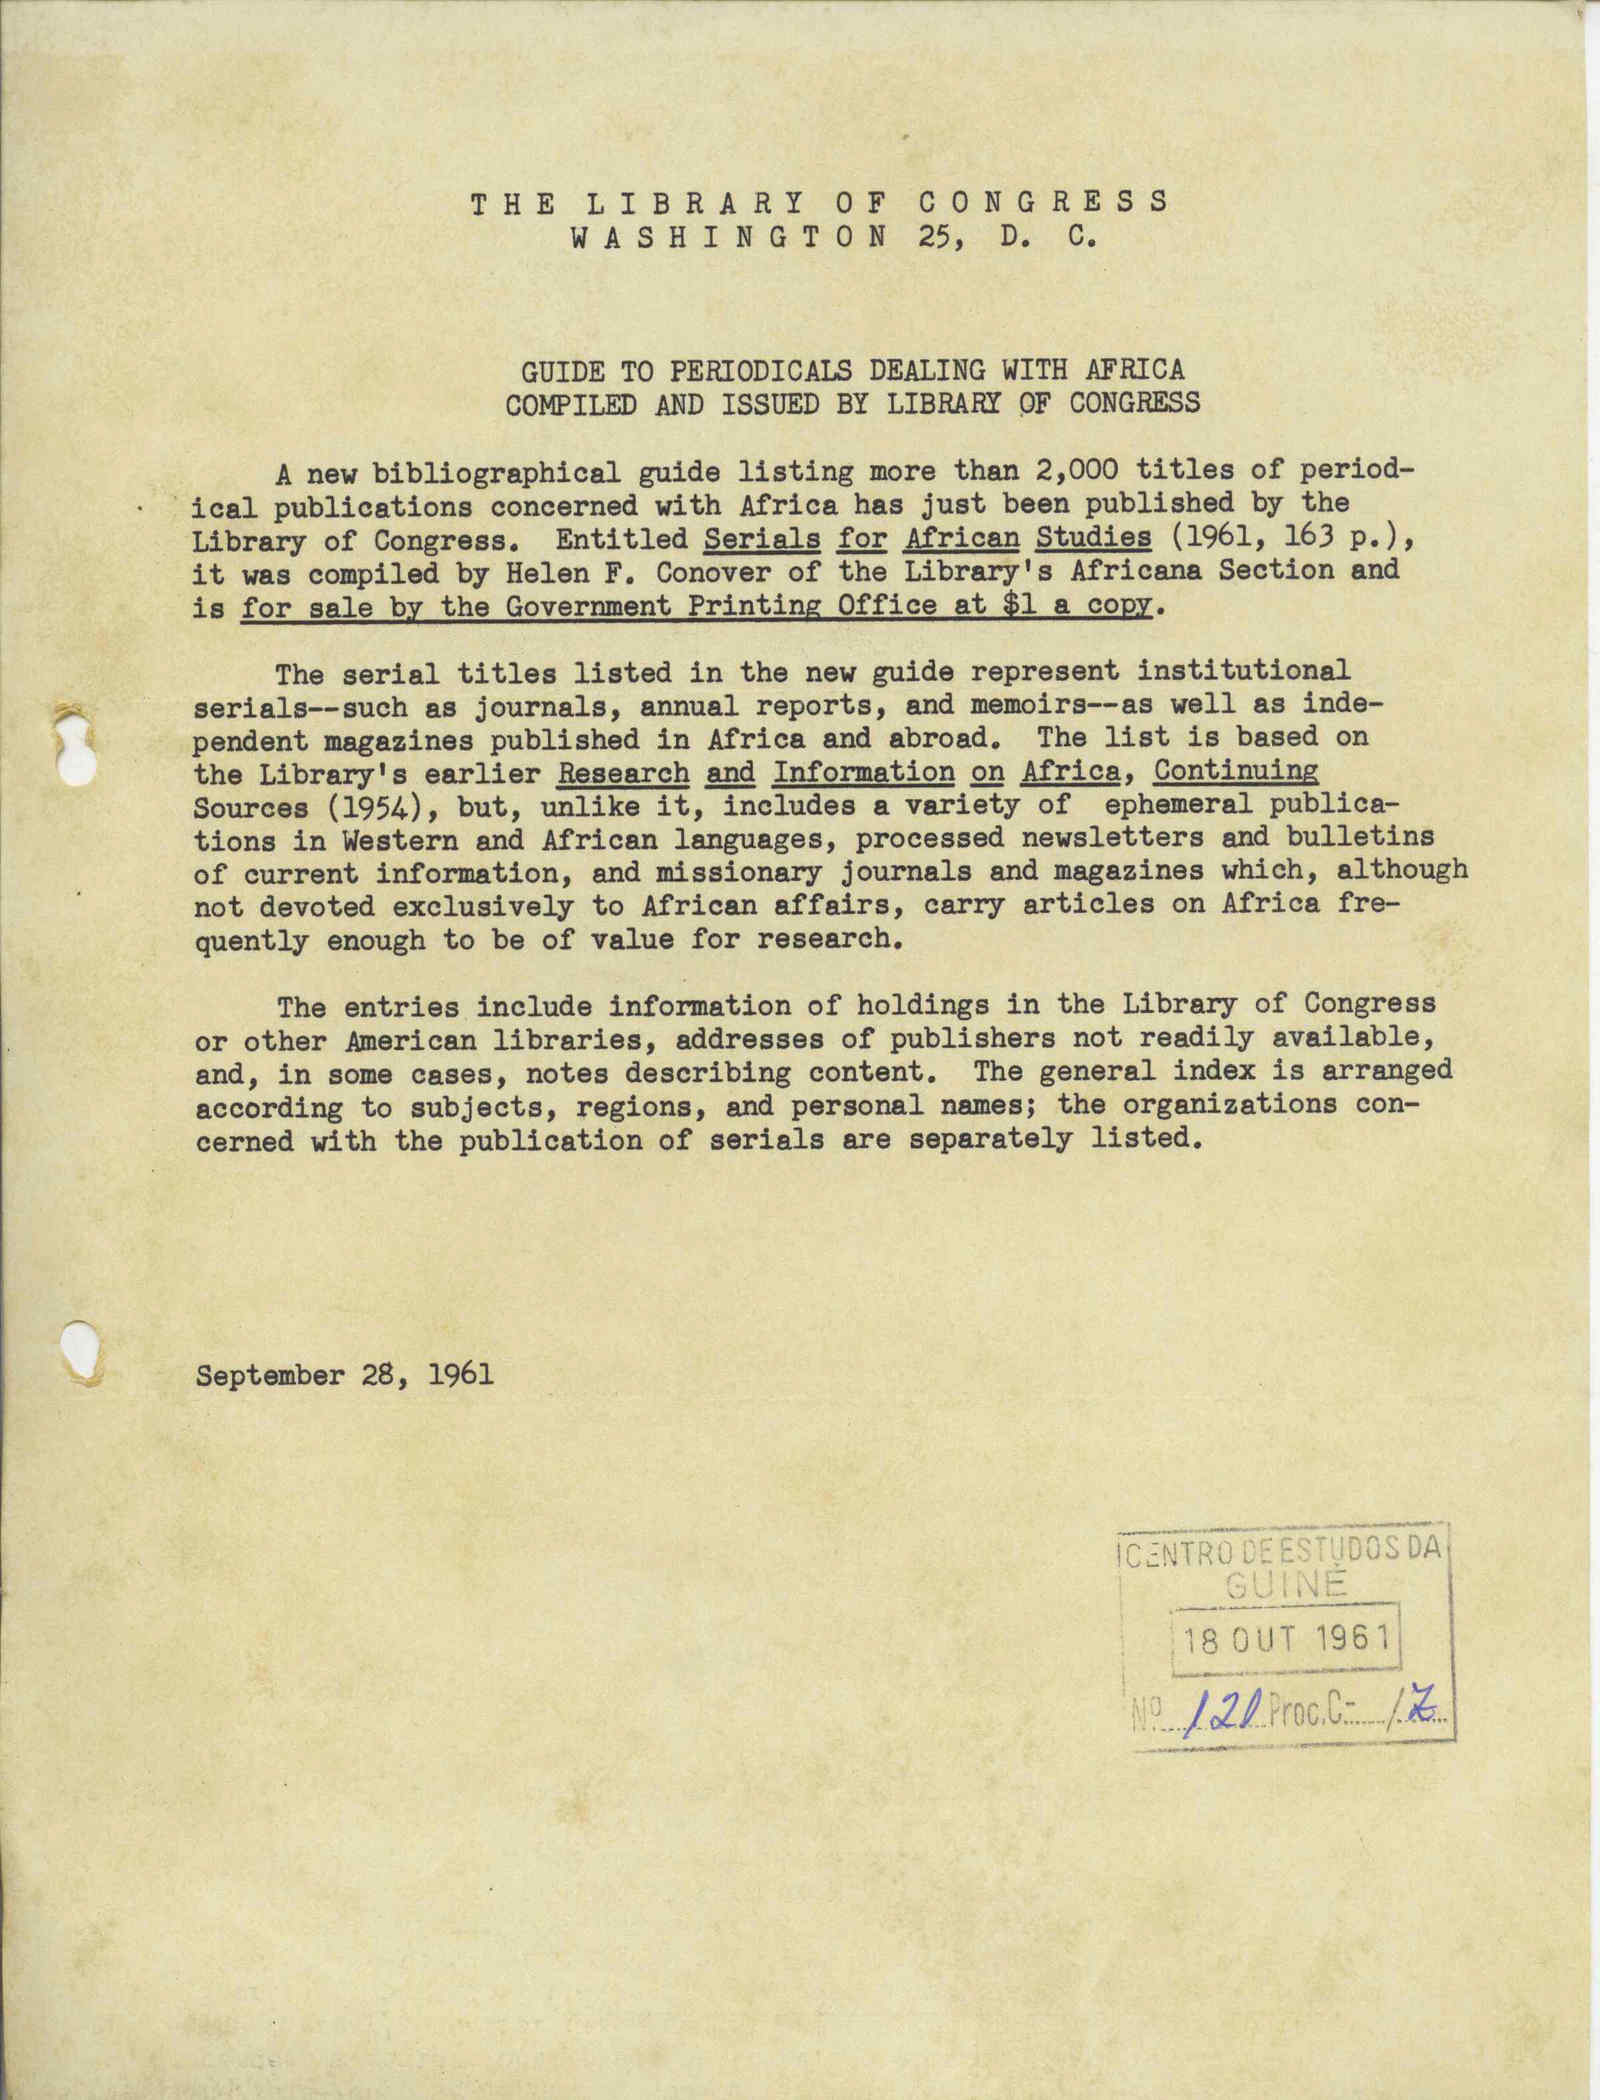 THE LIBRARY OF CONGRESS
WASHINGTON 25, D. C.
GUIDE TO PERIODICALS DEALING WITH AFRICA
COMPILED AND ISSUED BY LIBRARY OF CONGRESS
A new bibliographical guide listing more than 2,000 titles of period-
ical publications concerned with Africa has just been published by the
Library of Congress. Entitled Serials for African Studies (1961, 163 p.),
it was compiled by Helen F. Conover of the Library's Africana Section and
is for sale by the Government Printing Office at $1 a copy.
The serial titles listed in the new guide represent institutional
serials--such as journals, annual reports, and memoirs--as well as inde-
pendent magazines published in Africa and abroad. The list is based on
the Library's earlier Research and Information on Africa, Continuing
Sources (1954), but, unlike it, includes a variety of ephemeral publica-
tions in Western and African languages, processed newsletters and bulletins
of current information, and missionary journals and magazines which, although
not devoted exclusively to African affairs, carry articles on Africa fre-
quently enough to be of value for research.
The entries include information of holdings in the Library of Congress
or other American libraries, addresses of publishers not readily available,
and, in some cases, notes describing content. The general index is arranged
according to subjects, regions, and personal names; the organizations con-
cerned with the publication of serials are separately listed.
September 28, 1961
CENTRO DE ESTUDOS DA
GUINÉ
18 OUT 1961
Nº 120 Proc. C- 17